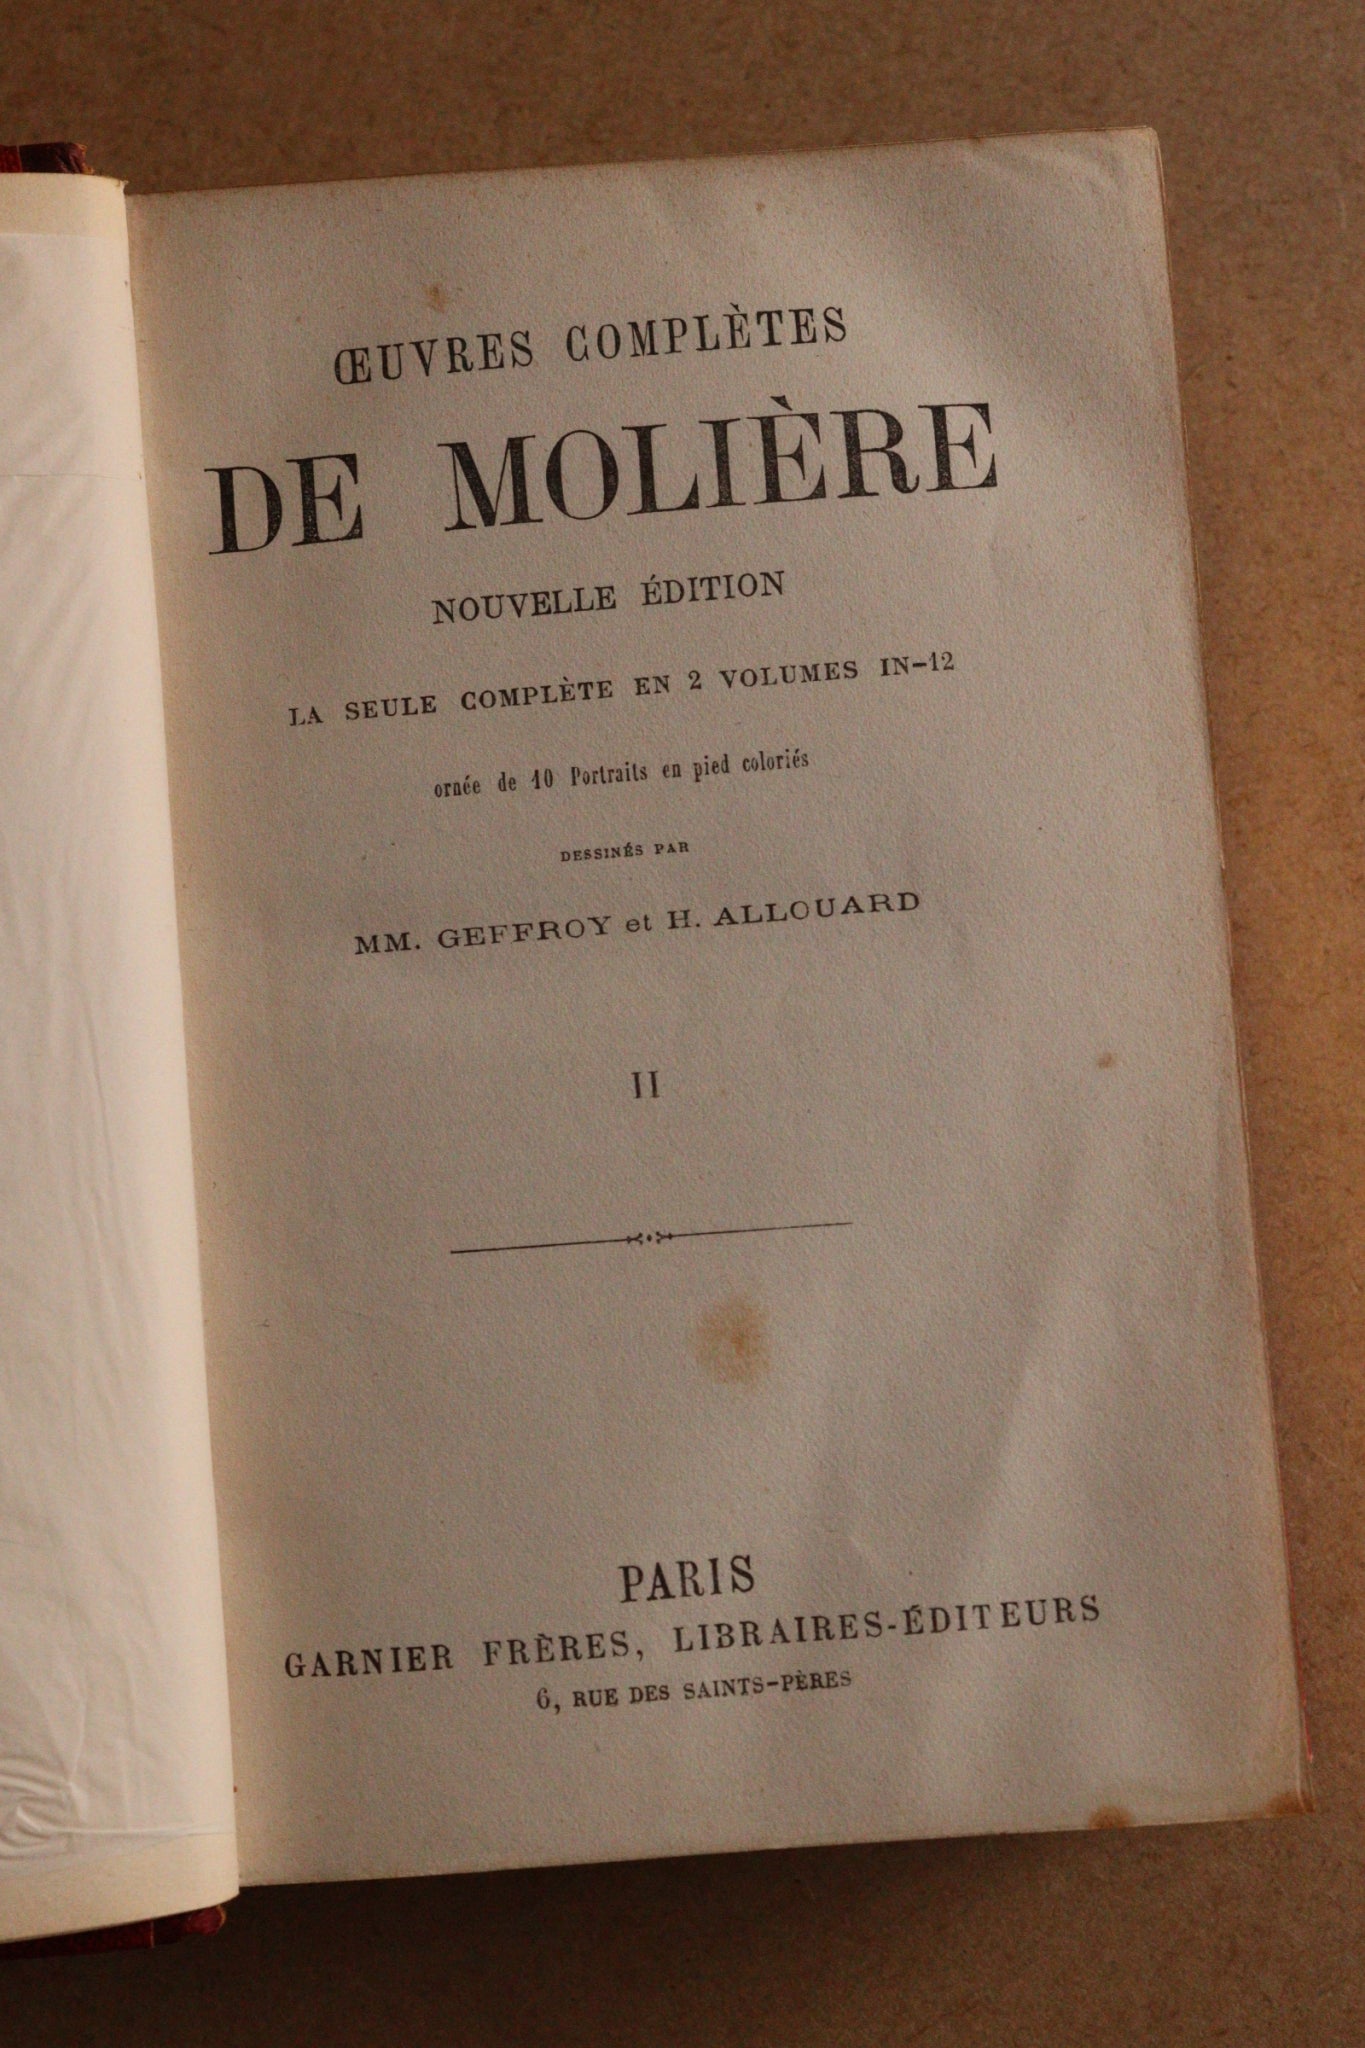 ŒUVRES COMPLÈTES
DE MOLIÈRE
NOUVELLE ÉDITION
LA SEULE COMPLÈTE EN 2 VOLUMES IN-12
ornée de 10 Portraits en pied coloriés
DESSINÉS PAR
MM. GEFFROY et H. ALLOUARD
II
PARIS
GARNIER FRÈRES, LIBRAIRES-ÉDITEURS
6, RUE DES SAINTS-PÈRES